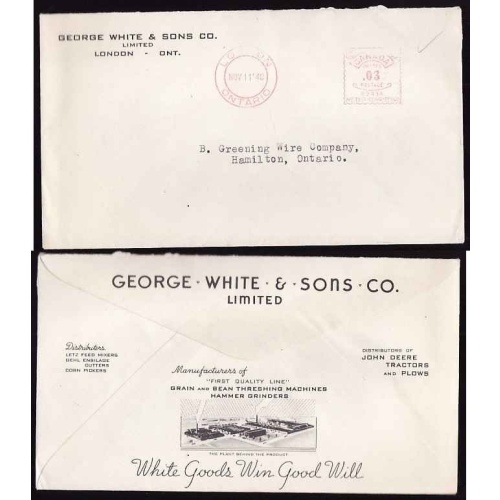 GEORGE WHITE & SONS CO.
LIMITED
LONDON - ONT.
NOV 11 '40
ONTARIO
CANADA
.03
B. Greening Wire Company,
Hamilton, Ontario.
GEORGE · WHITE · & · SONS · CO.
LIMITED
Distributors
LETZ FEED MIXERS
GEHL ENSILAGE
CUTTERS
CORN PICKERS
DISTRIBUTORS OF
JOHN DEERE
TRACTORS
AND PLOWS
Manufacturers of
"FIRST QUALITY LINE"
GRAIN AND BEAN THRESHING MACHINES
HAMMER GRINDERS
THE PLANT BEHIND THE PRODUCT
White Goods Win Good Will